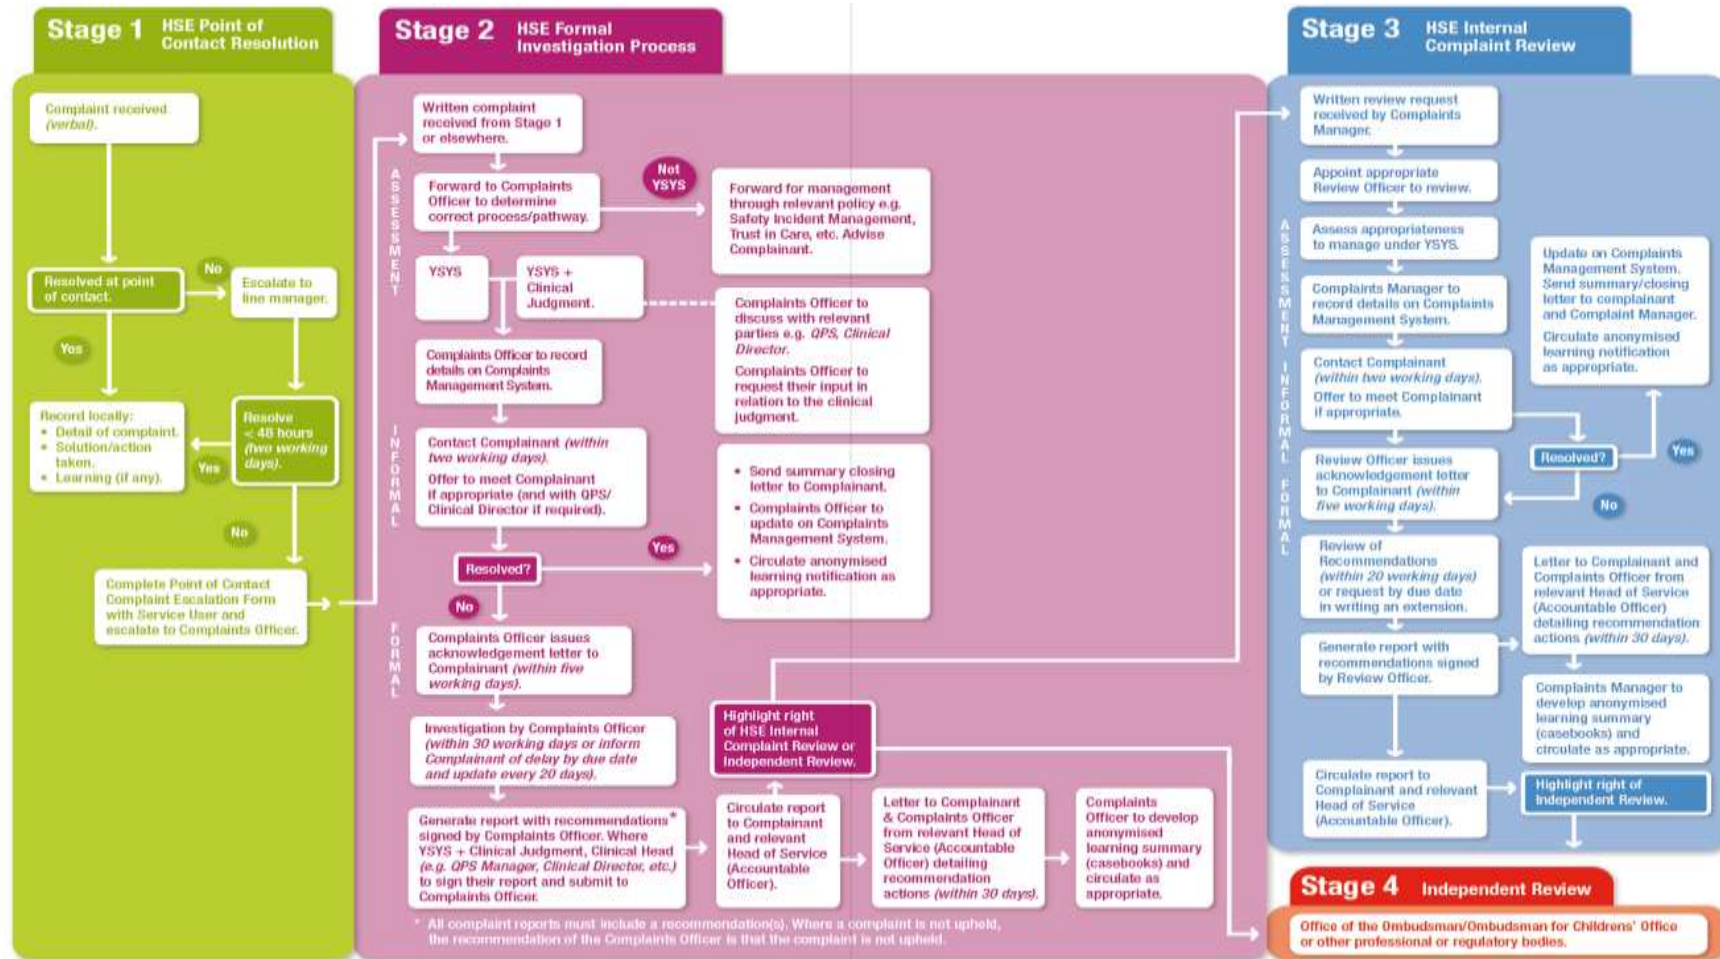 Stage 1
HSE Point of
Contact Resolution
Complaint received
(verbal).
Resolved at point
of contact.
No
Escalate to
line manager.
Yes
Record locally:
• Detail of complaint.
• Solution/action
taken.
• Learning (if any).
Resolve
< 48 hours
(two working
days).
Yes
No
Complete Point of Contact
Complaint Escalation Form
with Service User and
escalate to Complaints Officer.
Stage 2
HSE Formal
Investigation Process
ASSESSMENT
Written complaint
received from Stage 1
or elsewhere.
Forward to Complaints
Officer to determine
correct process/pathway.
Not
YSYS
Forward for management
through relevant policy e.g.
Safety Incident Management,
Trust in Care, etc. Advise
Complainant.
YSYS
YSYS +
Clinical
Judgment.
Complaints Officer to
discuss with relevant
parties e.g. QPS, Clinical
Director.
Complaints Officer to
request their input in
relation to the clinical
judgment.
Complaints Officer to record
details on Complaints
Management System.
INFORMAL
Contact Complainant (within
two working days).
Offer to meet Complainant
if appropriate (and with QPS/
Clinical Director if required).
Resolved?
Yes
• Send summary closing
letter to Complainant.
• Complaints Officer to
update on Complaints
Management System.
• Circulate anonymised
learning notification as
appropriate.
No
FORMAL
Complaints Officer issues
acknowledgement letter to
Complainant (within five
working days).
Investigation by Complaints Officer
(within 30 working days or inform
Complainant of delay by due date
and update every 20 days).
Generate report with recommendations*
signed by Complaints Officer. Where
YSYS + Clinical Judgment, Clinical Head
(e.g. QPS Manager, Clinical Director, etc.)
to sign their report and submit to
Complaints Officer.
Highlight right
of HSE Internal
Complaint Review or
Independent Review.
Circulate report
to Complainant
and relevant
Head of Service
(Accountable
Officer).
Letter to Complainant
& Complaints Officer
from relevant Head of
Service (Accountable
Officer) detailing
recommendation
actions (within 30 days).
Complaints
Officer to develop
anonymised
learning summary
(casebooks) and
circulate as
appropriate.
* All complaint reports must include a recommendation(s). Where a complaint is not upheld,
the recommendation of the Complaints Officer is that the complaint is not upheld.
Stage 3
HSE Internal
Complaint Review
ASSESSMENT INFORMAL FORMAL
Written review request
received by Complaints
Manager.
Appoint appropriate
Review Officer to review.
Assess appropriateness
to manage under YSYS.
Complaints Manager to
record details on Complaints
Management System.
Contact Complainant
(within two working days).
Offer to meet Complainant
if appropriate.
Update on Complaints
Management System.
Send summary/closing
letter to complainant
and Complaint Manager.
Circulate anonymised
learning notification
as appropriate.
Resolved?
Yes
No
Review Officer issues
acknowledgement letter
to Complainant (within
five working days).
Review of
Recommendations
(within 20 working days)
or request by due date
in writing an extension.
Generate report with
recommendations signed
by Review Officer.
Letter to Complainant and
Complaints Officer from
relevant Head of Service
(Accountable Officer)
detailing recommendation
actions (within 30 days).
Complaints Manager to
develop anonymised
learning summary
(casebooks) and
circulate as appropriate.
Circulate report to
Complainant and relevant
Head of Service
(Accountable Officer).
Highlight right of
Independent Review.
Stage 4
Independent Review
Office of the Ombudsman/Ombudsman for Childrens' Office
or other professional or regulatory bodies.